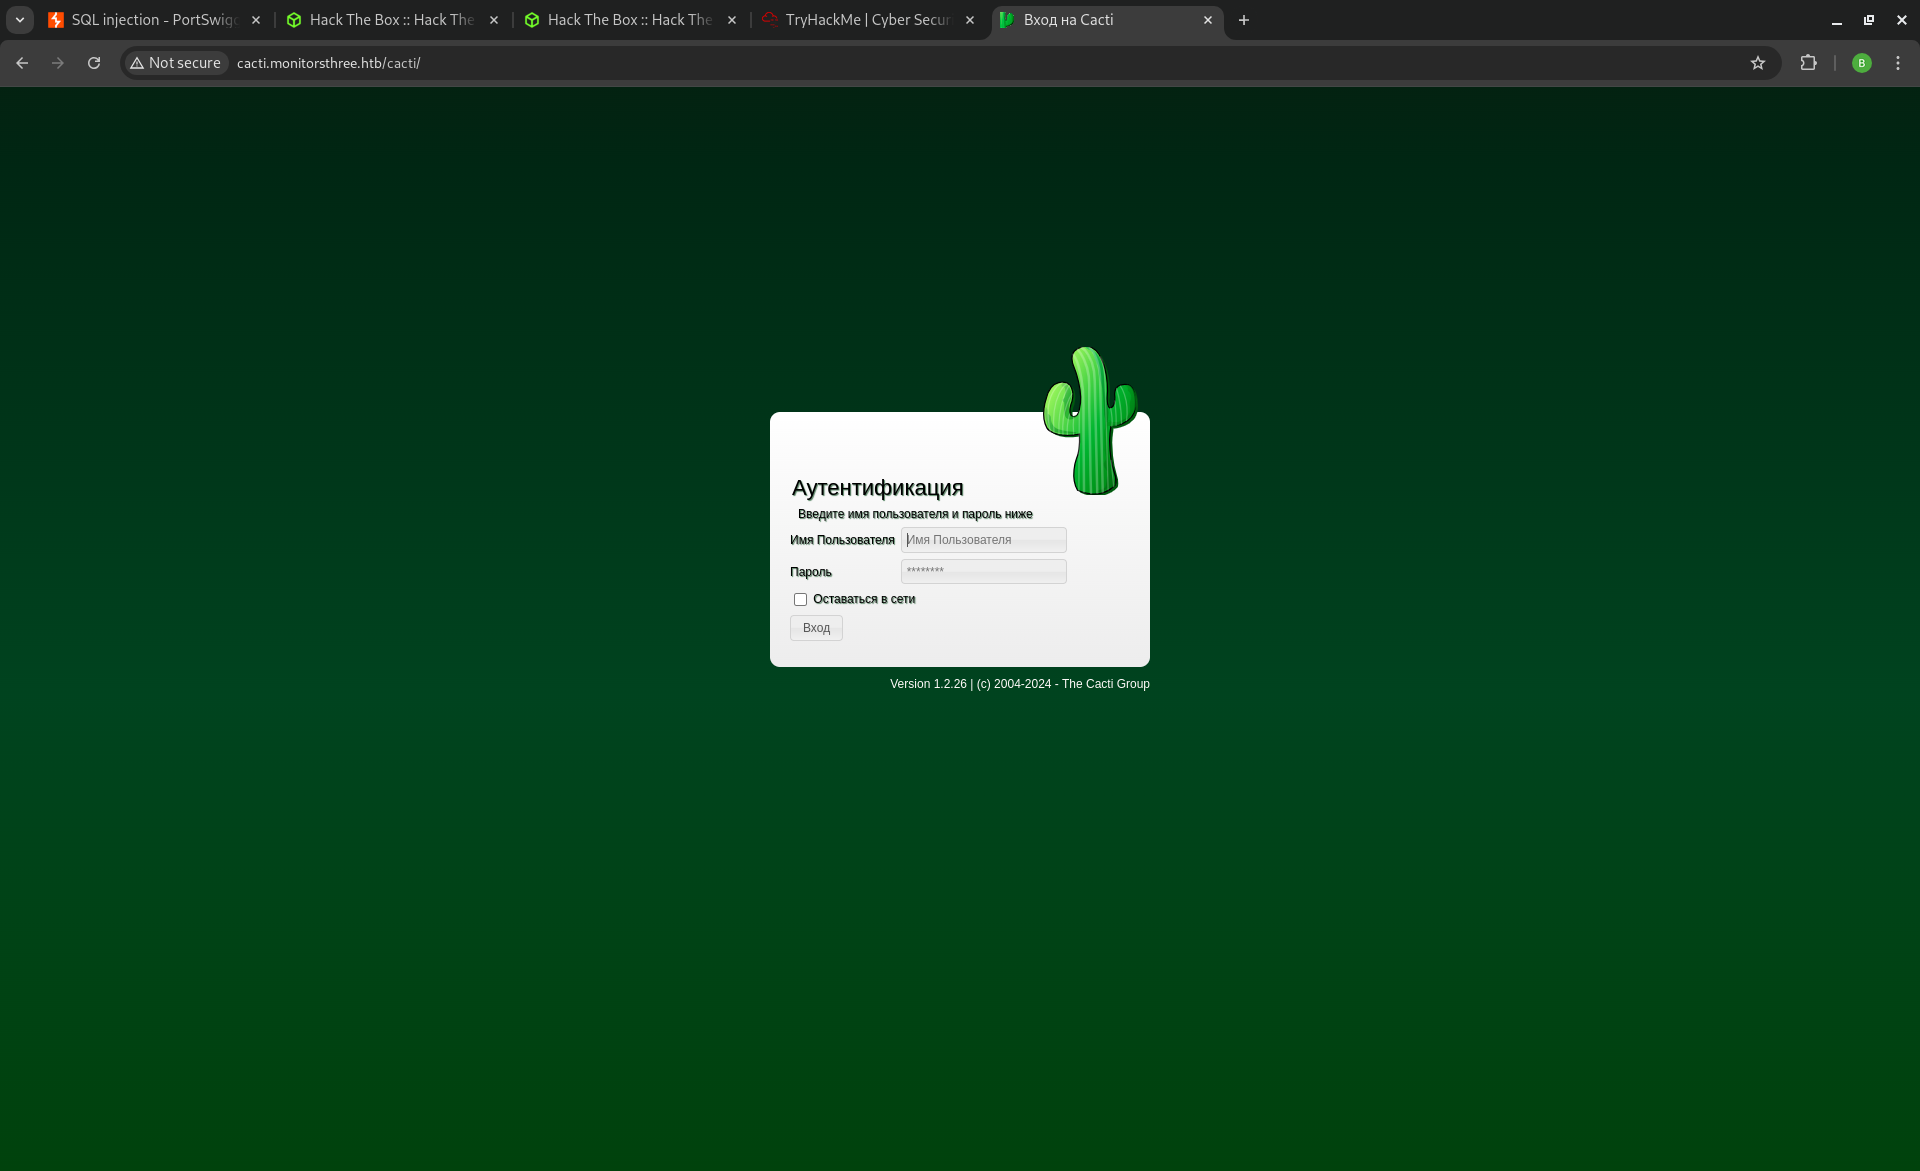 SQL injection - PortSwigg
Hack The Box :: Hack The
Hack The Box :: Hack The
TryHackMe | Cyber Secur
Вход на Cacti
Not secure
cacti.monitorsthree.htb/cacti/
B
Аутентификация
Введите имя пользователя и пароль ниже
Имя Пользователя
Имя Пользователя
Пароль
********
Оставаться в сети
Вход
Version 1.2.26 | (c) 2004-2024 - The Cacti Group